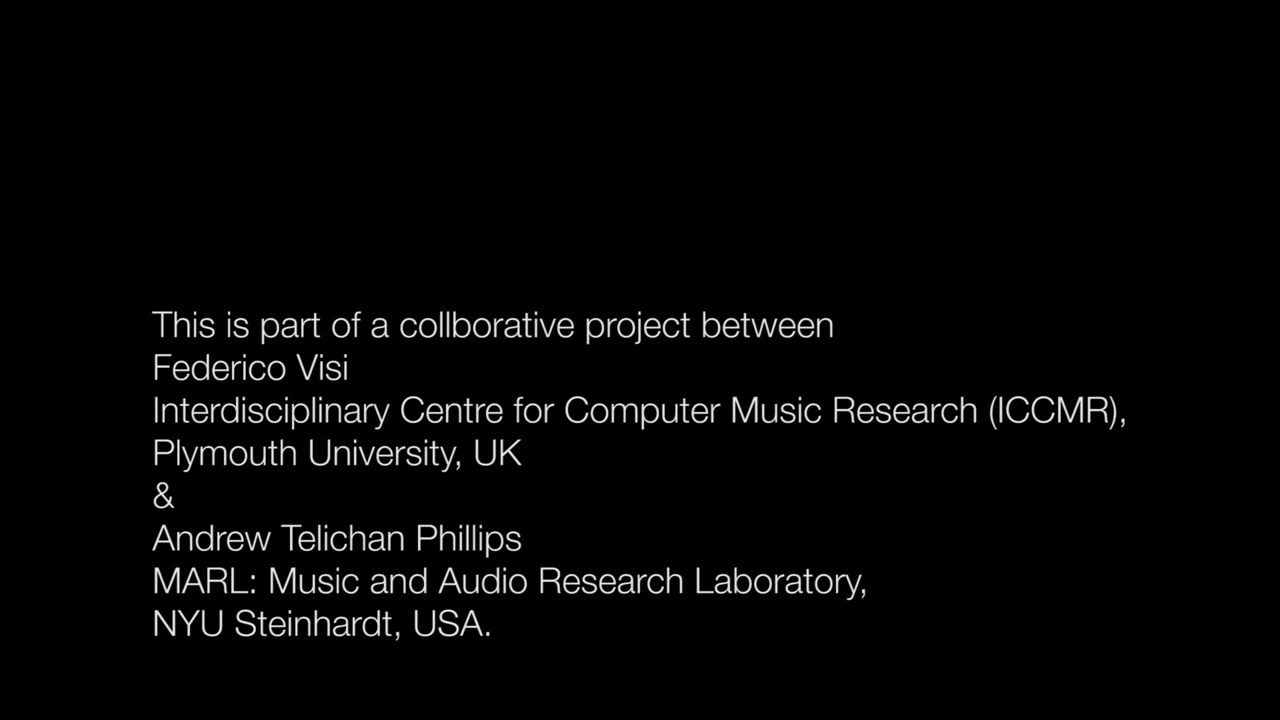 This is part of a collborative project between
Federico Visi
Interdisciplinary Centre for Computer Music Research (ICCMR),
Plymouth University, UK
&
Andrew Telichan Phillips
MARL: Music and Audio Research Laboratory,
NYU Steinhardt, USA.